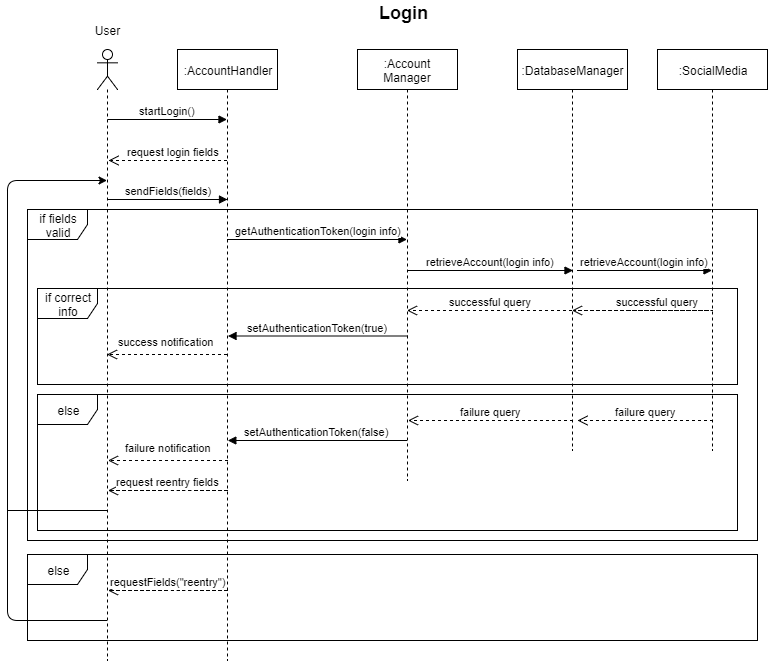 Login
User
:AccountHandler
:Account
Manager
:DatabaseManager
:SocialMedia
startLogin()
request login fields
sendFields(fields)
if fields
valid
getAuthenticationToken(login info)
retrieveAccount(login info)
retrieveAccount(login info)
if correct
info
successful query
successful query
setAuthenticationToken(true)
success notification
else
failure query
failure query
setAuthenticationToken(false)
failure notification
request reentry fields
else
requestFields("reentry")